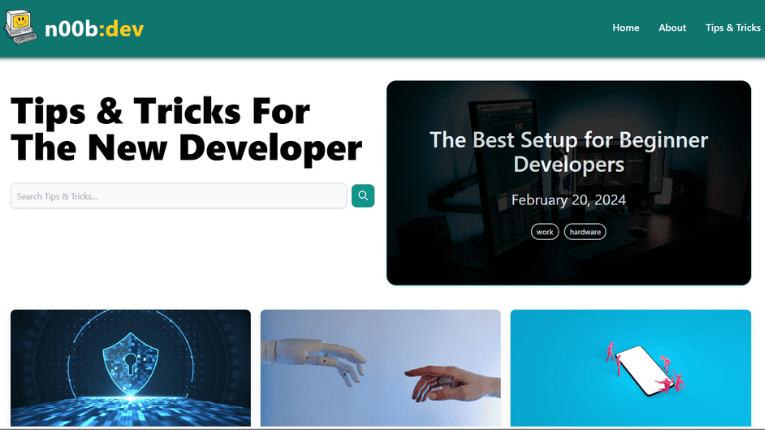 n00b:dev
Home
About
Tips & Tricks
Tips & Tricks For
The New Developer
Search Tips & Tricks...
The Best Setup for Beginner
Developers
February 20, 2024
work
hardware